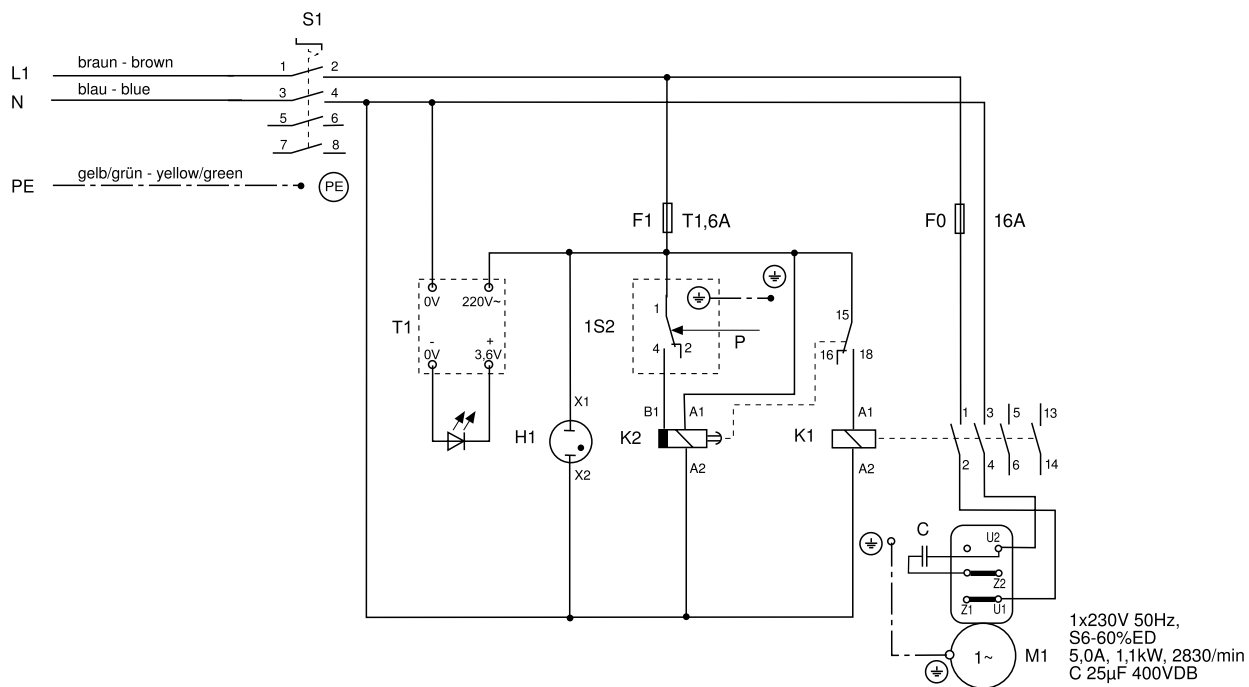 S1
braun - brown
L1
1
2
blau - blue
N
3
4
5
6
7
8
gelb/grün - yellow/green
PE
PE
F1
T1,6A
F0
16A
0V
220V~
T1
-
+
0V
3,6V
1S2
1
4
2
P
15
16
18
X1
H1
X2
B1
A1
K2
A2
K1
A1
A2
1
3
5
13
2
4
6
14
C
U2
Z2
Z1
U1
1~
M1
1x230V 50Hz,
S6-60%ED
5,0A, 1,1kW, 2830/min
C 25µF 400VDB